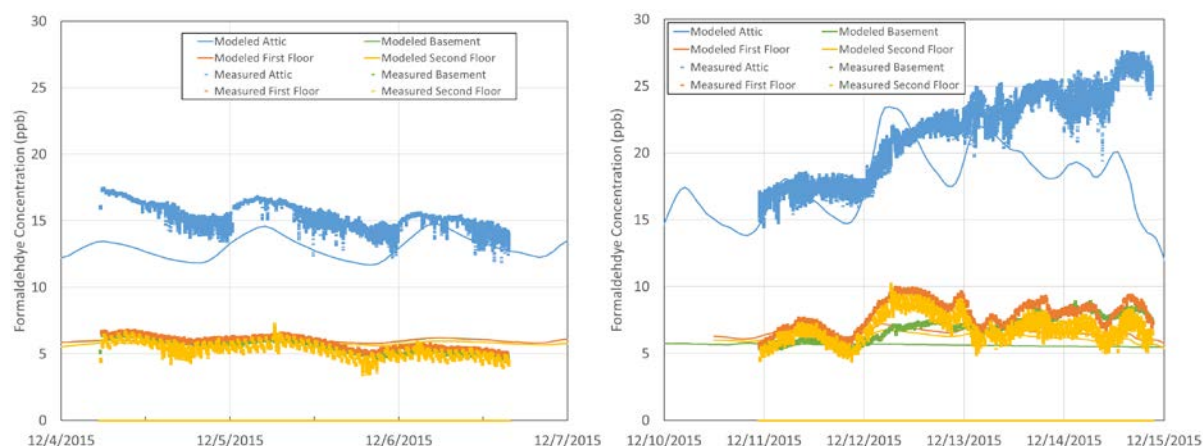 30
25
20
15
10
5
0
Formaldehdye Concentration (ppb)
Modeled Attic
Modeled Basement
Modeled First Floor
Modeled Second Floor
Measured Attic
Measured Basement
Measured First Floor
Measured Second Floor
12/4/2015 12/5/2015 12/6/2015 12/7/2015
30
25
20
15
10
5
0
Formaldehdye Concentration (ppb)
Modeled Attic
Modeled Basement
Modeled First Floor
Modeled Second Floor
Measured Attic
Measured Basement
Measured First Floor
Measured Second Floor
12/10/2015 12/11/2015 12/12/2015 12/13/2015 12/14/2015 12/15/2015